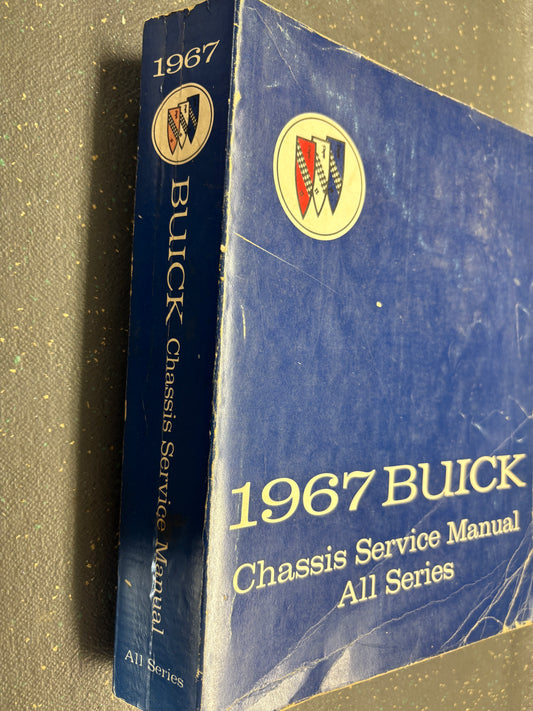 1967
BUICK Chassis Service Manual
All Series
1967 BUICK
Chassis Service Manual
All Series